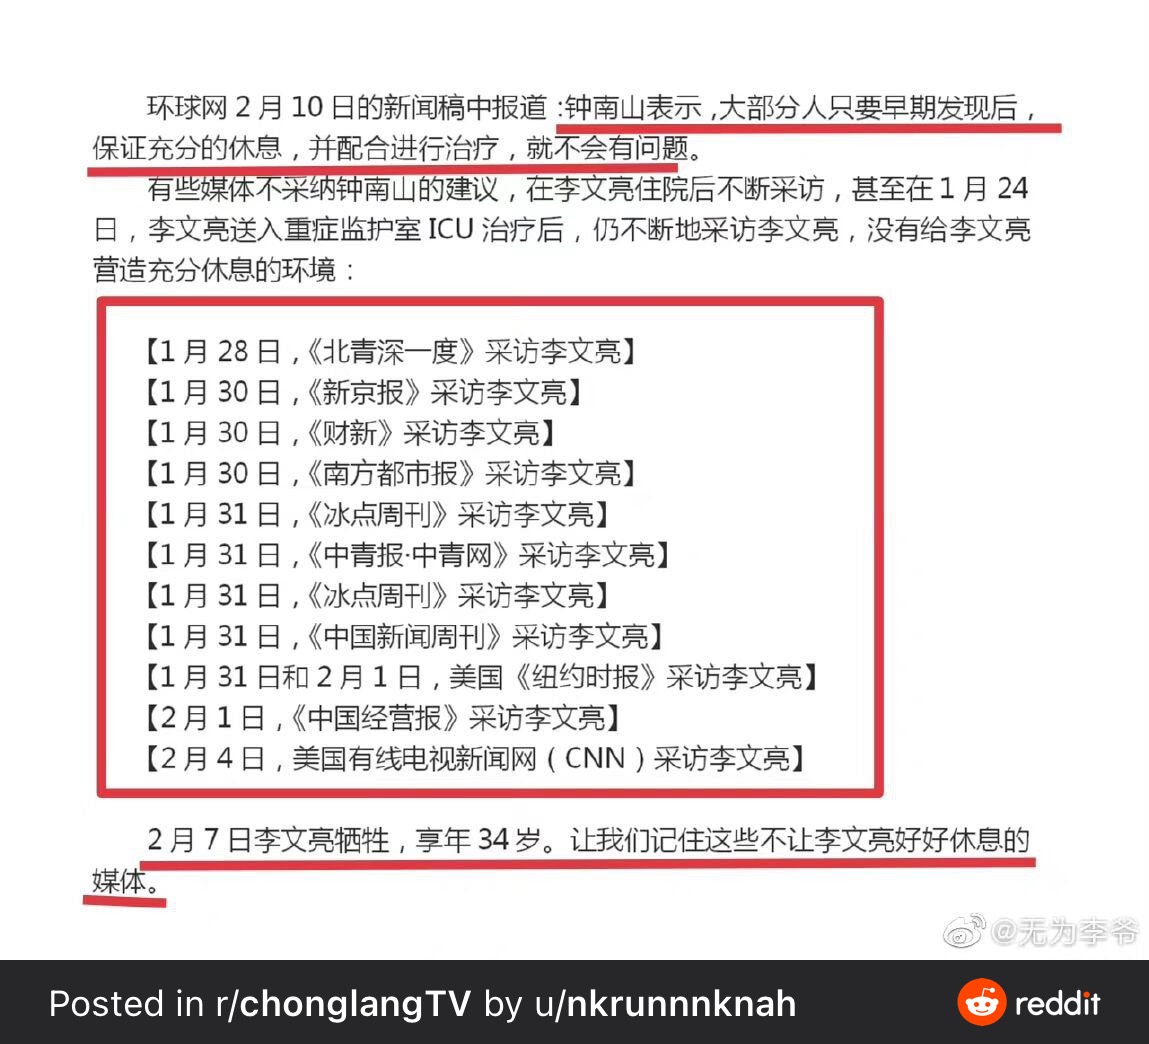 环球网 2 月 10 日的新闻稿中报道 :钟南山表示 ,大部分人只要早期发现后，
保证充分的休息，并配合进行治疗，就不会有问题。
有些媒体不采纳钟南山的建议，在李文亮住院后不断采访，甚至在 1 月 24
日，李文亮送入重症监护室 ICU 治疗后，仍不断地采访李文亮，没有给李文亮
营造充分休息的环境：
【1 月 28 日，《北青深一度》采访李文亮】
【1 月 30 日，《新京报》采访李文亮】
【1 月 30 日，《财新》采访李文亮】
【1 月 30 日，《南方都市报》采访李文亮】
【1 月 31 日，《冰点周刊》采访李文亮】
【1 月 31 日，《中青报·中青网》采访李文亮】
【1 月 31 日，《冰点周刊》采访李文亮】
【1 月 31 日，《中国新闻周刊》采访李文亮】
【1 月 31 日和 2 月 1 日，美国《纽约时报》采访李文亮】
【2 月 1 日，《中国经营报》采访李文亮】
【2 月 4 日，美国有线电视新闻网（CNN）采访李文亮】
2 月 7 日李文亮牺牲，享年 34 岁。让我们记住这些不让李文亮好好休息的
媒体。
@无为李爷
Posted in r/chonglangTV by u/nkrunnnknah
reddit